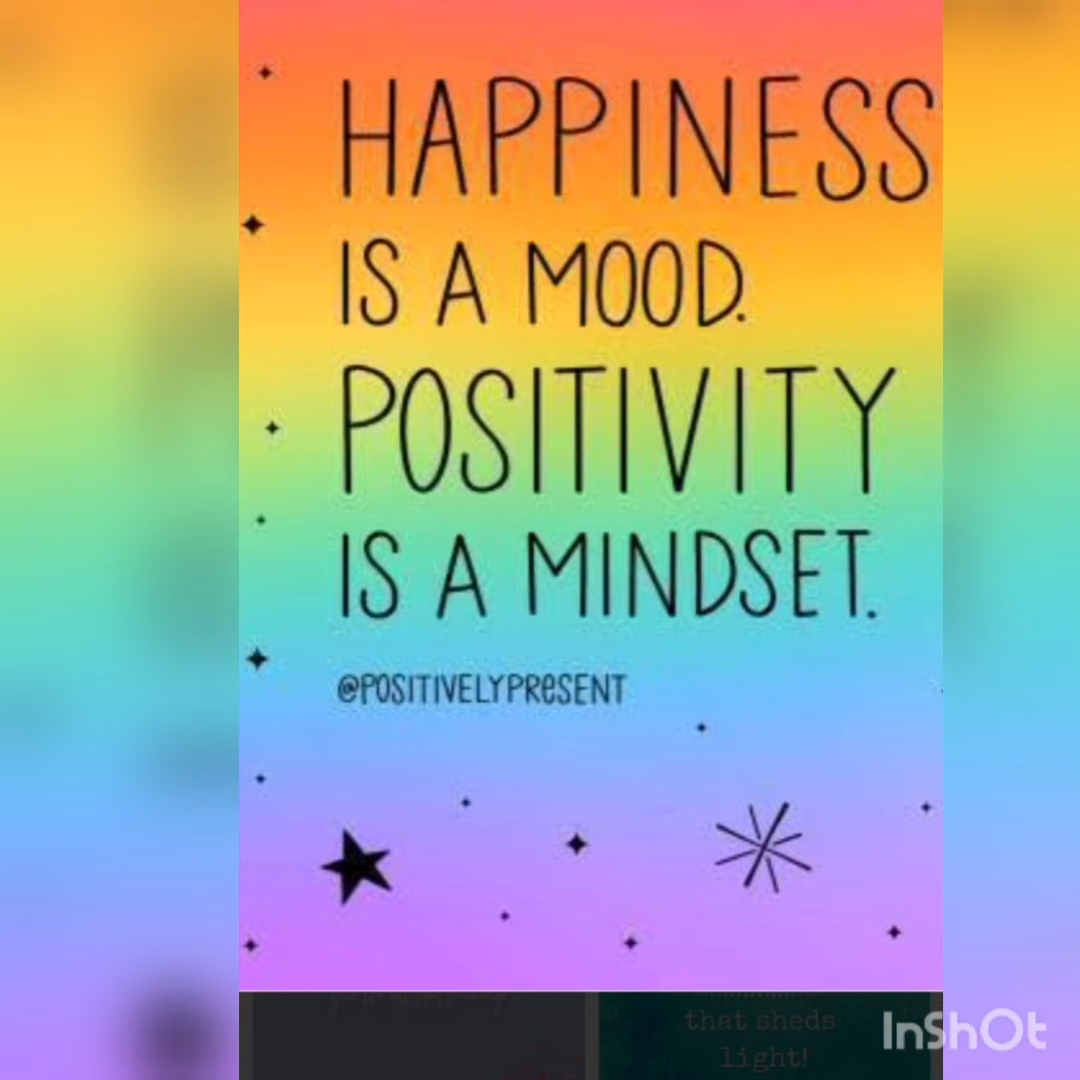 HAPPINESS
IS A MOOD.
POSITIVITY
IS A MINDSET.
@POSITIVELYPRESENT
that sheds
light!
InShOt